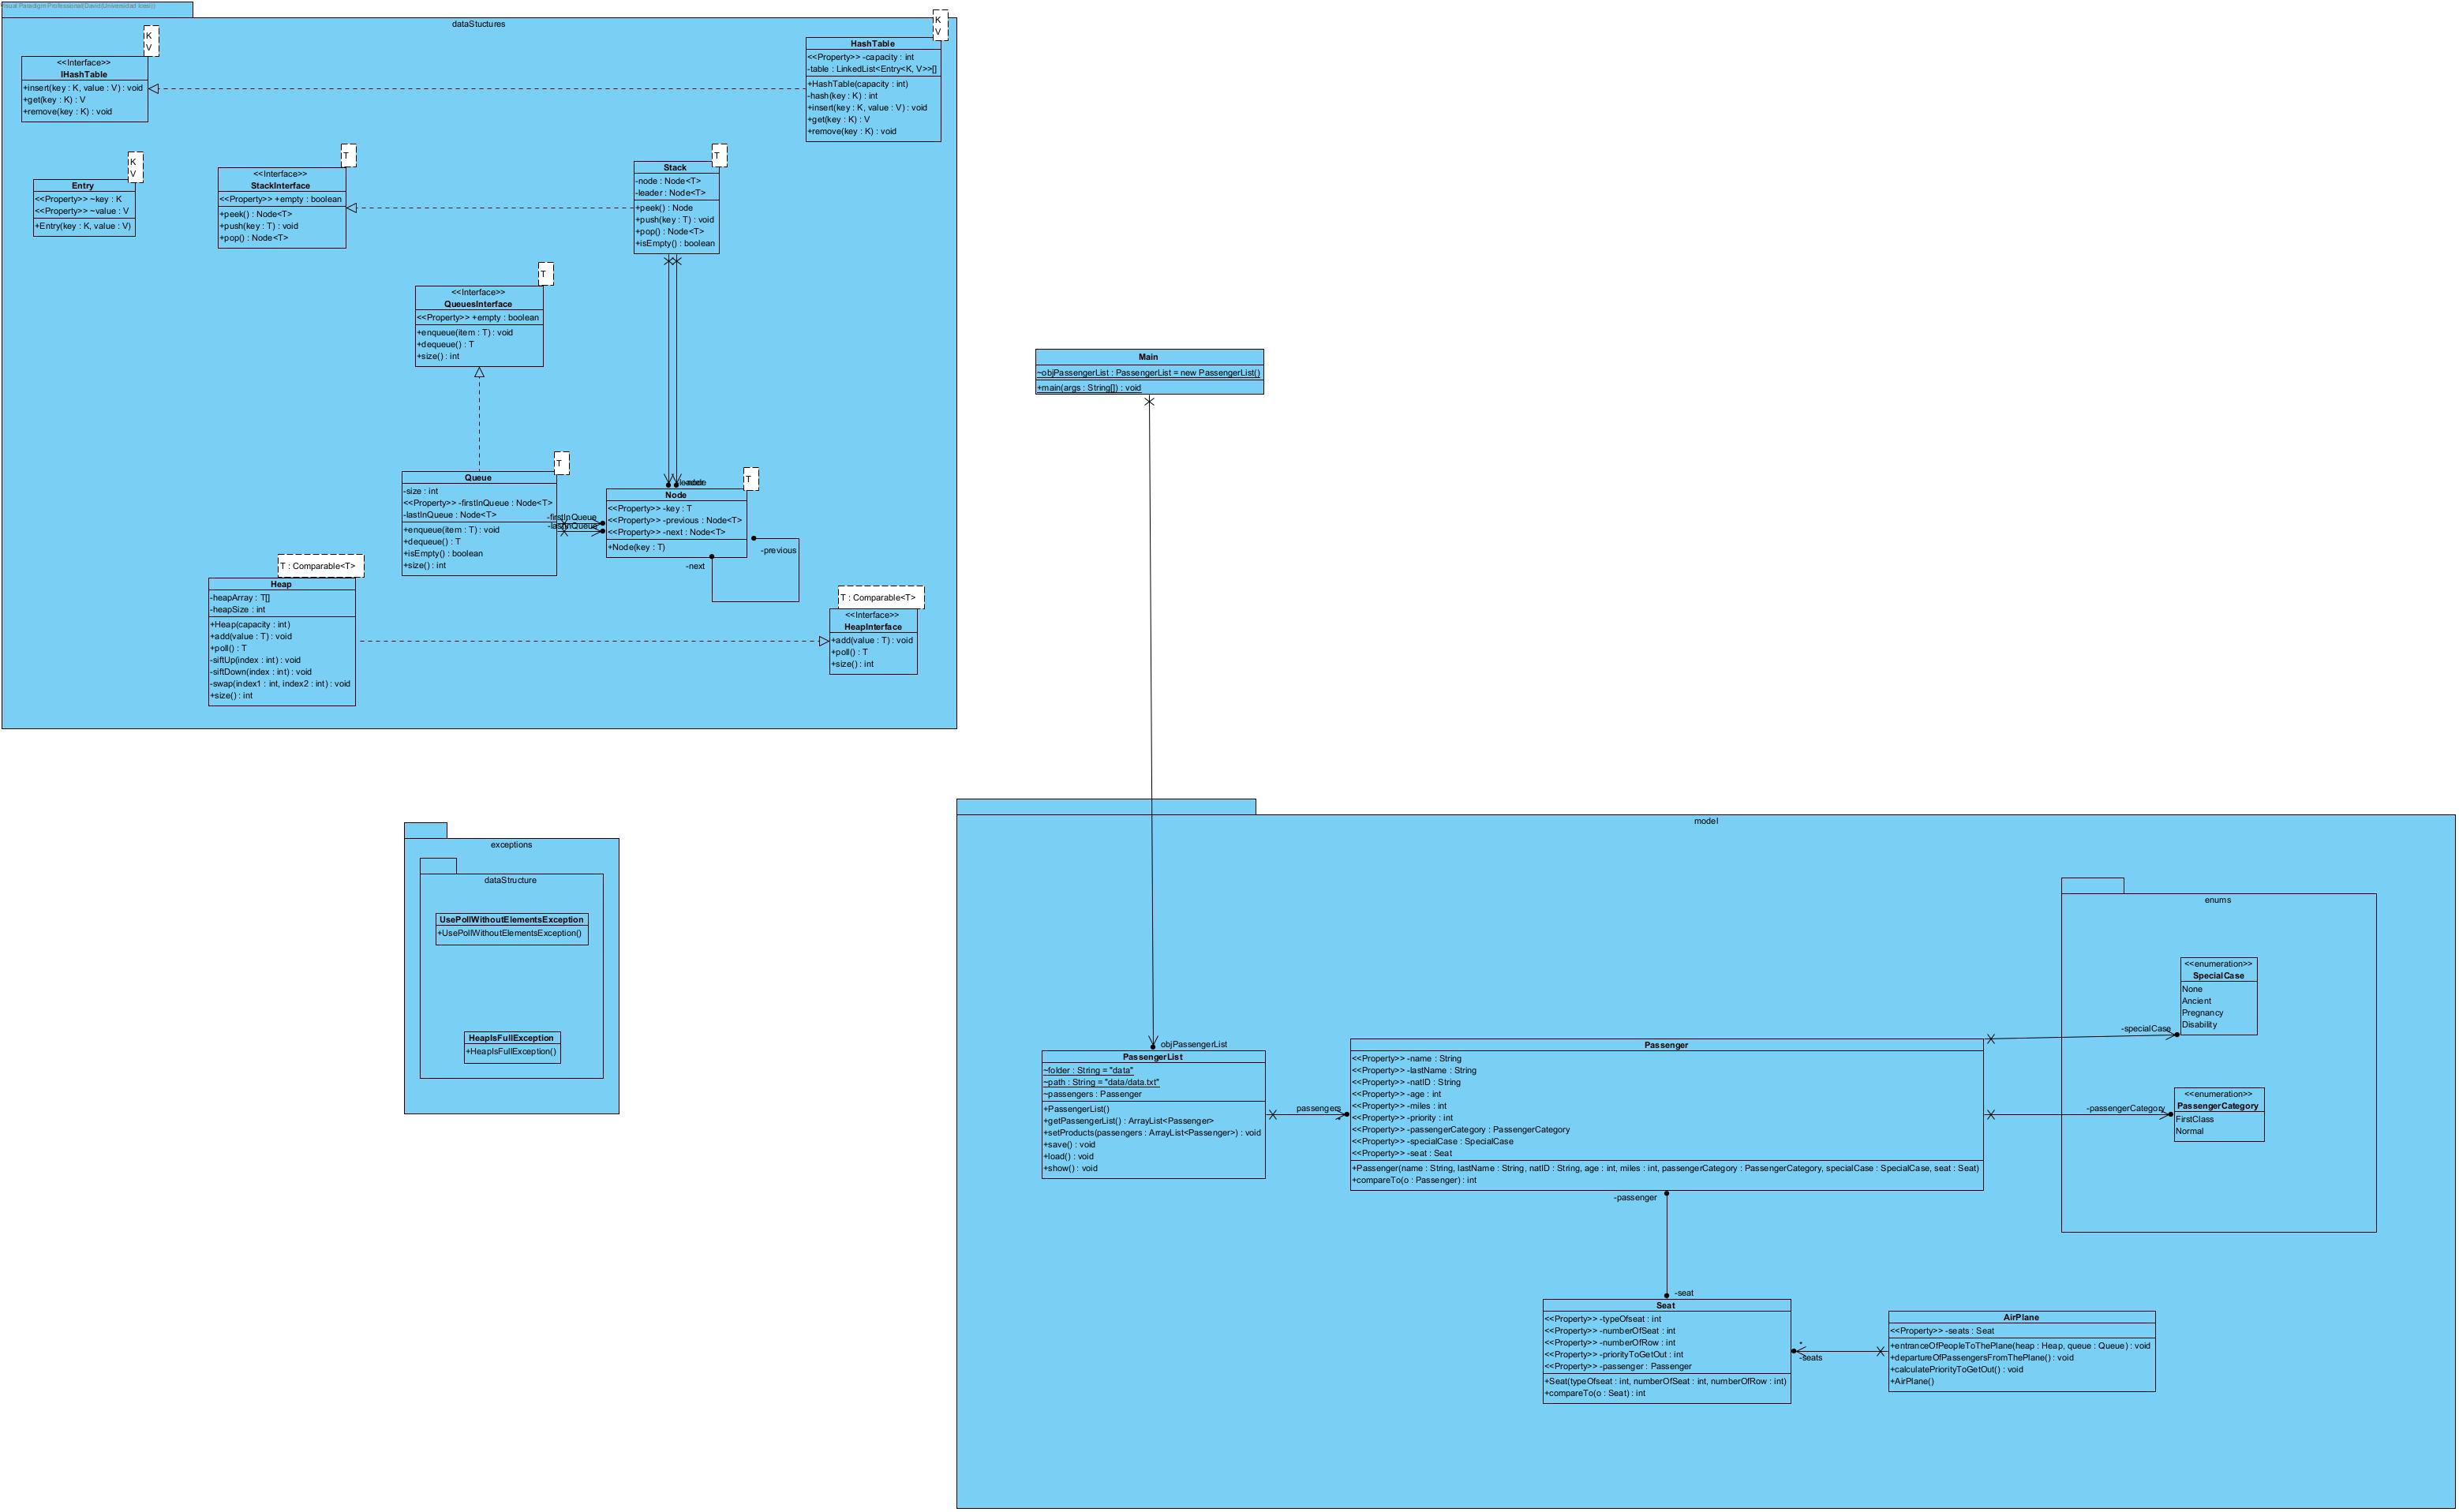 Visual Paradigm Professional(David(Universidad Icesi))
dataStuctures
K
V
<<Interface>>
IHashTable
+insert(key : K, value : V) : void
+get(key : K) : V
+remove(key : K) : void
K
V
HashTable
<<Property>> -capacity : int
-table : LinkedList<Entry<K, V>>[]
+HashTable(capacity : int)
-hash(key : K) : int
+insert(key : K, value : V) : void
+get(key : K) : V
+remove(key : K) : void
K
V
Entry
<<Property>> ~key : K
<<Property>> ~value : V
+Entry(key : K, value : V)
T
<<Interface>>
StackInterface
<<Property>> +empty : boolean
+peek() : Node<T>
+push(key : T) : void
+pop() : Node<T>
T
Stack
-node : Node<T>
-leader : Node<T>
+peek() : Node
+push(key : T) : void
+pop() : Node<T>
+isEmpty() : boolean
T
<<Interface>>
QueuesInterface
<<Property>> +empty : boolean
+enqueue(item : T) : void
+dequeue() : T
+size() : int
T
Queue
-size : int
<<Property>> -firstInQueue : Node<T>
-lastInQueue : Node<T>
+enqueue(item : T) : void
+dequeue() : T
+isEmpty() : boolean
+size() : int
-firstInQueue
-lastInQueue
T
Node
<<Property>> -key : T
<<Property>> -previous : Node<T>
<<Property>> -next : Node<T>
+Node(key : T)
-previous
-next
T : Comparable<T>
Heap
-heapArray : T[]
-heapSize : int
+Heap(capacity : int)
+add(value : T) : void
+poll() : T
-siftUp(index : int) : void
-siftDown(index : int) : void
-swap(index1 : int, index2 : int) : void
+size() : int
T : Comparable<T>
<<Interface>>
HeapInterface
+add(value : T) : void
+poll() : T
+size() : int
Main
~objPassengerList : PassengerList = new PassengerList()
+main(args : String[]) : void
exceptions
dataStructure
UsePollWithoutElementsException
+UsePollWithoutElementsException()
HeapIsFullException
+HeapIsFullException()
model
objPassengerList
PassengerList
~folder : String = "data"
~path : String = "data/data.txt"
~passengers : Passenger
+PassengerList()
+getPassengerList() : ArrayList<Passenger>
+setProducts(passengers : ArrayList<Passenger>) : void
+save() : void
+load() : void
+show() : void
passengers
Passenger
<<Property>> -name : String
<<Property>> -lastName : String
<<Property>> -natID : String
<<Property>> -age : int
<<Property>> -miles : int
<<Property>> -priority : int
<<Property>> -passengerCategory : PassengerCategory
<<Property>> -specialCase : SpecialCase
<<Property>> -seat : Seat
+Passenger(name : String, lastName : String, natID : String, age : int, miles : int, passengerCategory : PassengerCategory, specialCase : SpecialCase, seat : Seat)
+compareTo(o : Passenger) : int
-specialCase
-passengerCategory
enums
<<enumeration>>
SpecialCase
None
Ancient
Pregnancy
Disability
<<enumeration>>
PassengerCategory
FirstClass
Normal
-passenger
-seat
Seat
<<Property>> -typeOfseat : int
<<Property>> -numberOfSeat : int
<<Property>> -numberOfRow : int
<<Property>> -priorityToGetOut : int
<<Property>> -passenger : Passenger
+Seat(typeOfseat : int, numberOfSeat : int, numberOfRow : int)
+compareTo(o : Seat) : int
*
-seats
AirPlane
<<Property>> -seats : Seat
+entranceOfPeopleToThePlane(heap : Heap, queue : Queue) : void
+departureOfPassengersFromThePlane() : void
+calculatePriorityToGetOut() : void
+AirPlane()